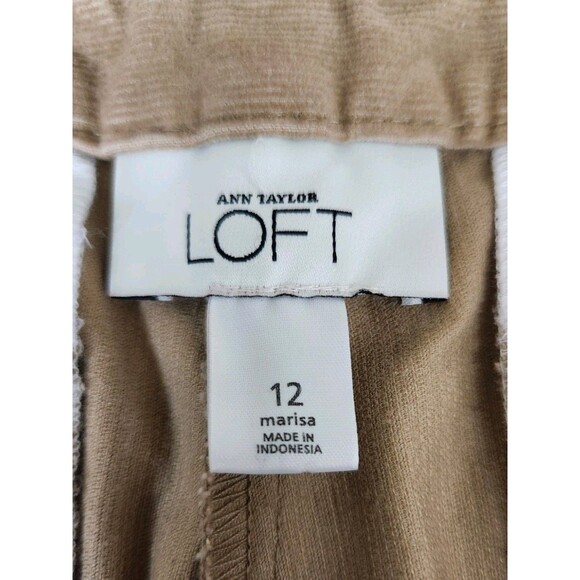 ANN TAYLOR
LOFT
12
marisa
MADE IN
INDONESIA